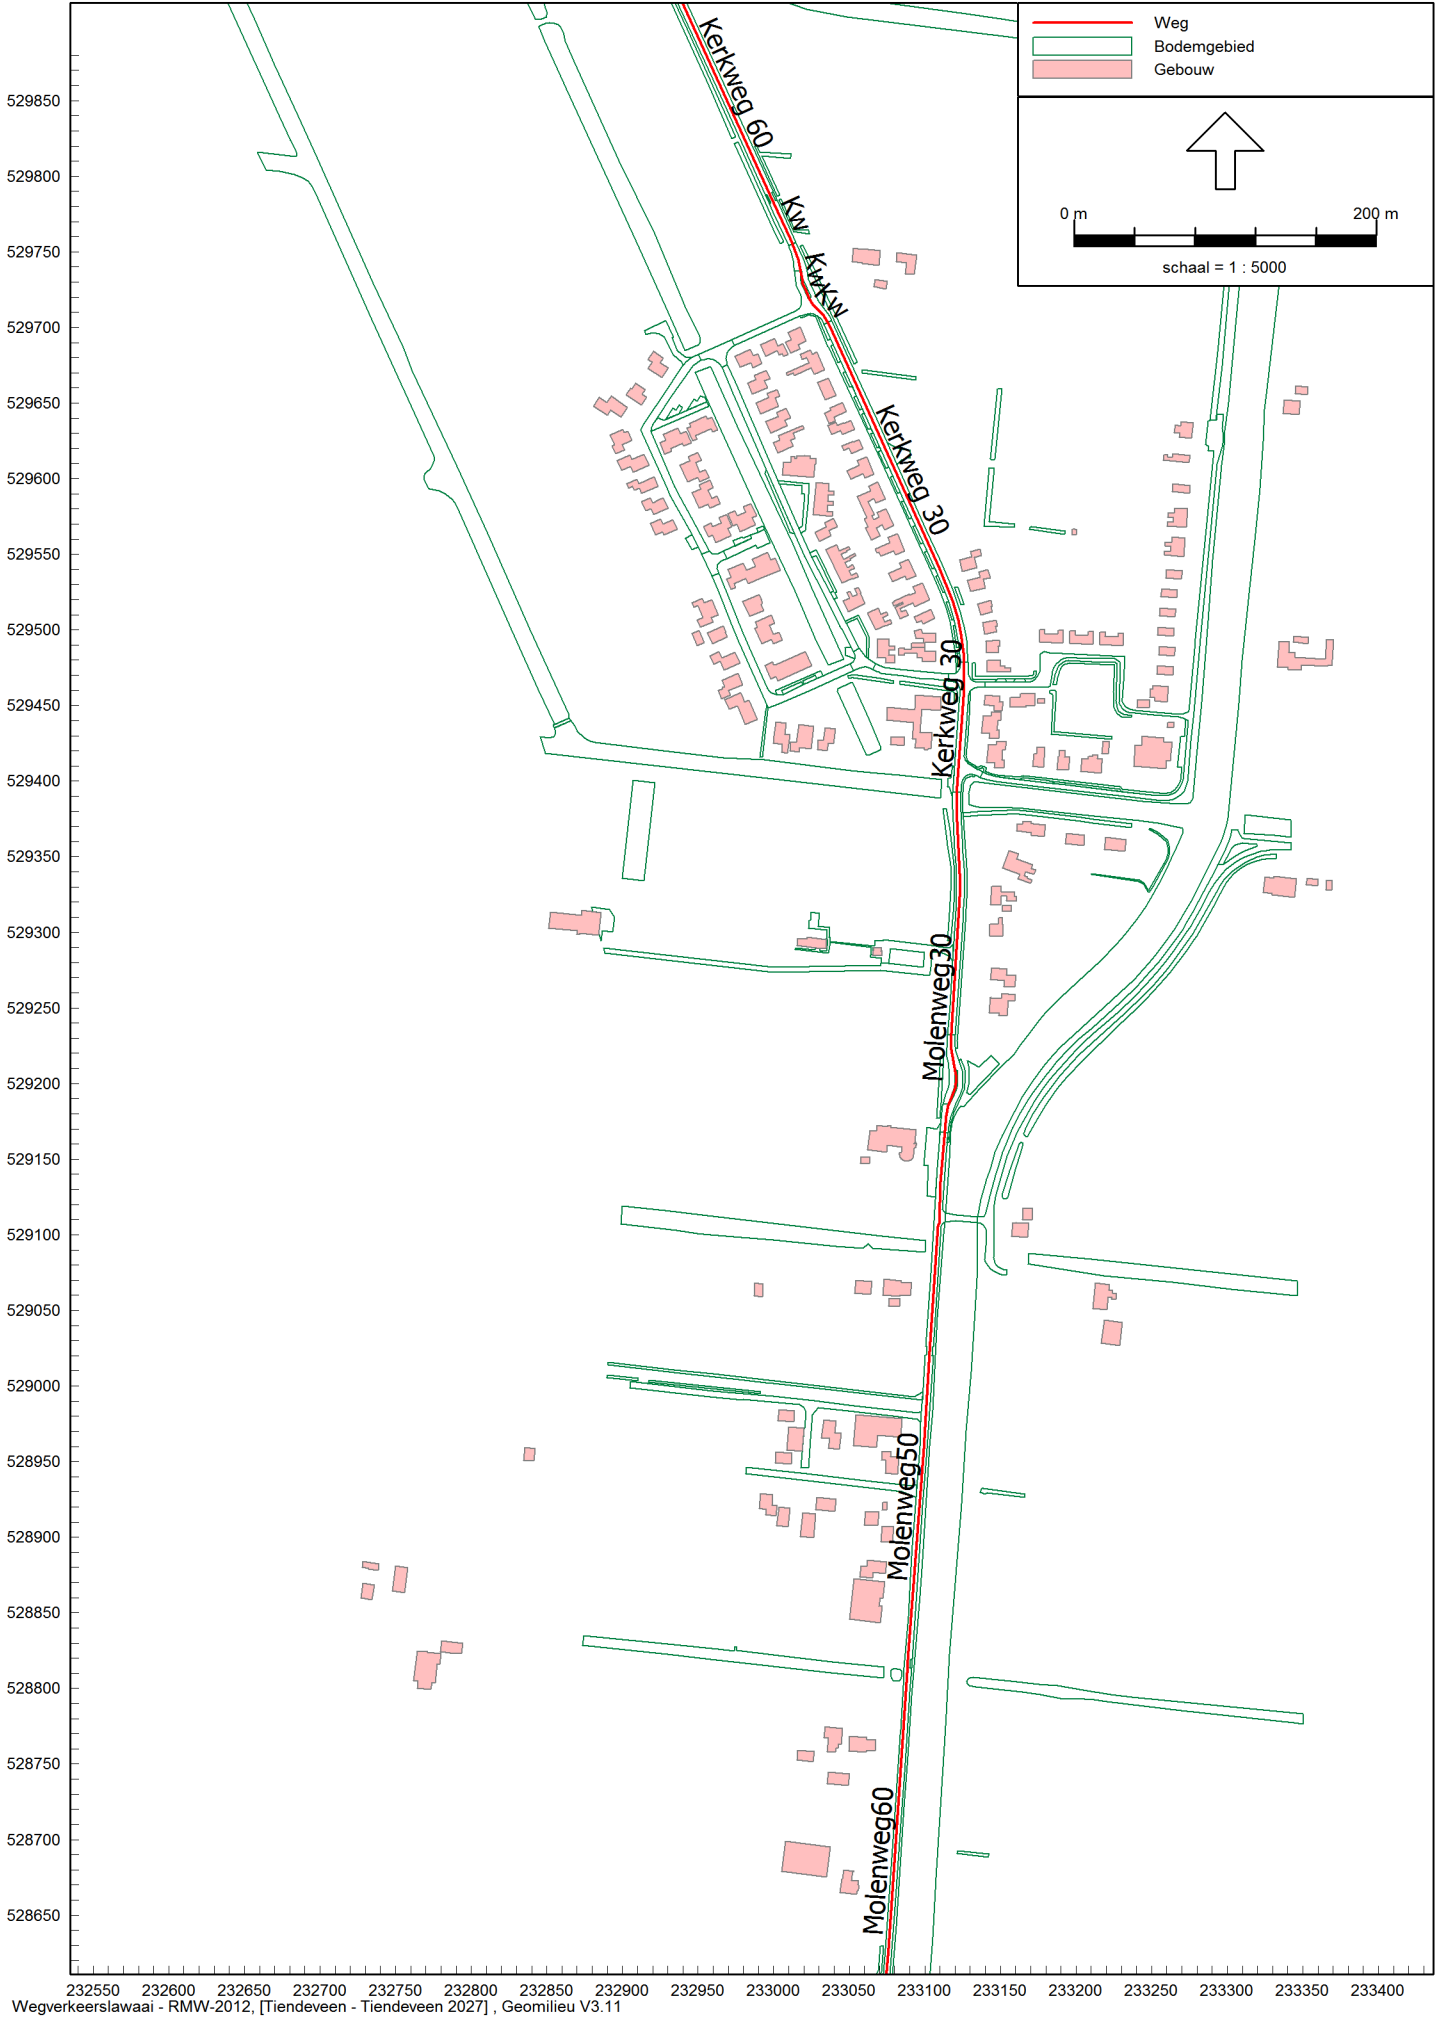 Weg
Bodemgebied
Gebouw
0 m 200 m
schaal = 1 : 5000
Kerkweg 60
Kw
Kw
Kw
Kerkweg 30
Kerkweg 30
Molenweg30
Molenweg50
Molenweg60
529850
529800
529750
529700
529650
529600
529550
529500
529450
529400
529350
529300
529250
529200
529150
529100
529050
529000
528950
528900
528850
528800
528750
528700
528650
232550 232600 232650 232700 232750 232800 232850 232900 232950 233000 233050 233100 233150 233200 233250 233300 233350 233400
Wegverkeerslawaai - RMW-2012, [Tiendeveen - Tiendeveen 2027] , Geomilieu V3.11